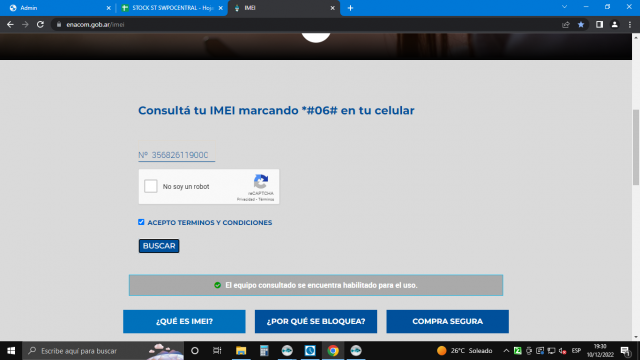 Admin
STOCK ST SWPOCENTRAL - Hoja
IMEI
enacom.gob.ar/imei
Consultá tu IMEI marcando *#06# en tu celular
Nº 35682611900
No soy un robot
reCAPTCHA
Privacidad - Términos
ACEPTO TERMINOS Y CONDICIONES
BUSCAR
El equipo consultado se encuentra habilitado para el uso.
¿QUÉ ES IMEI?
¿POR QUÉ SE BLOQUEA?
COMPRA SEGURA
Escribe aquí para buscar
26°C Soleado
ESP
19:30
10/12/2022